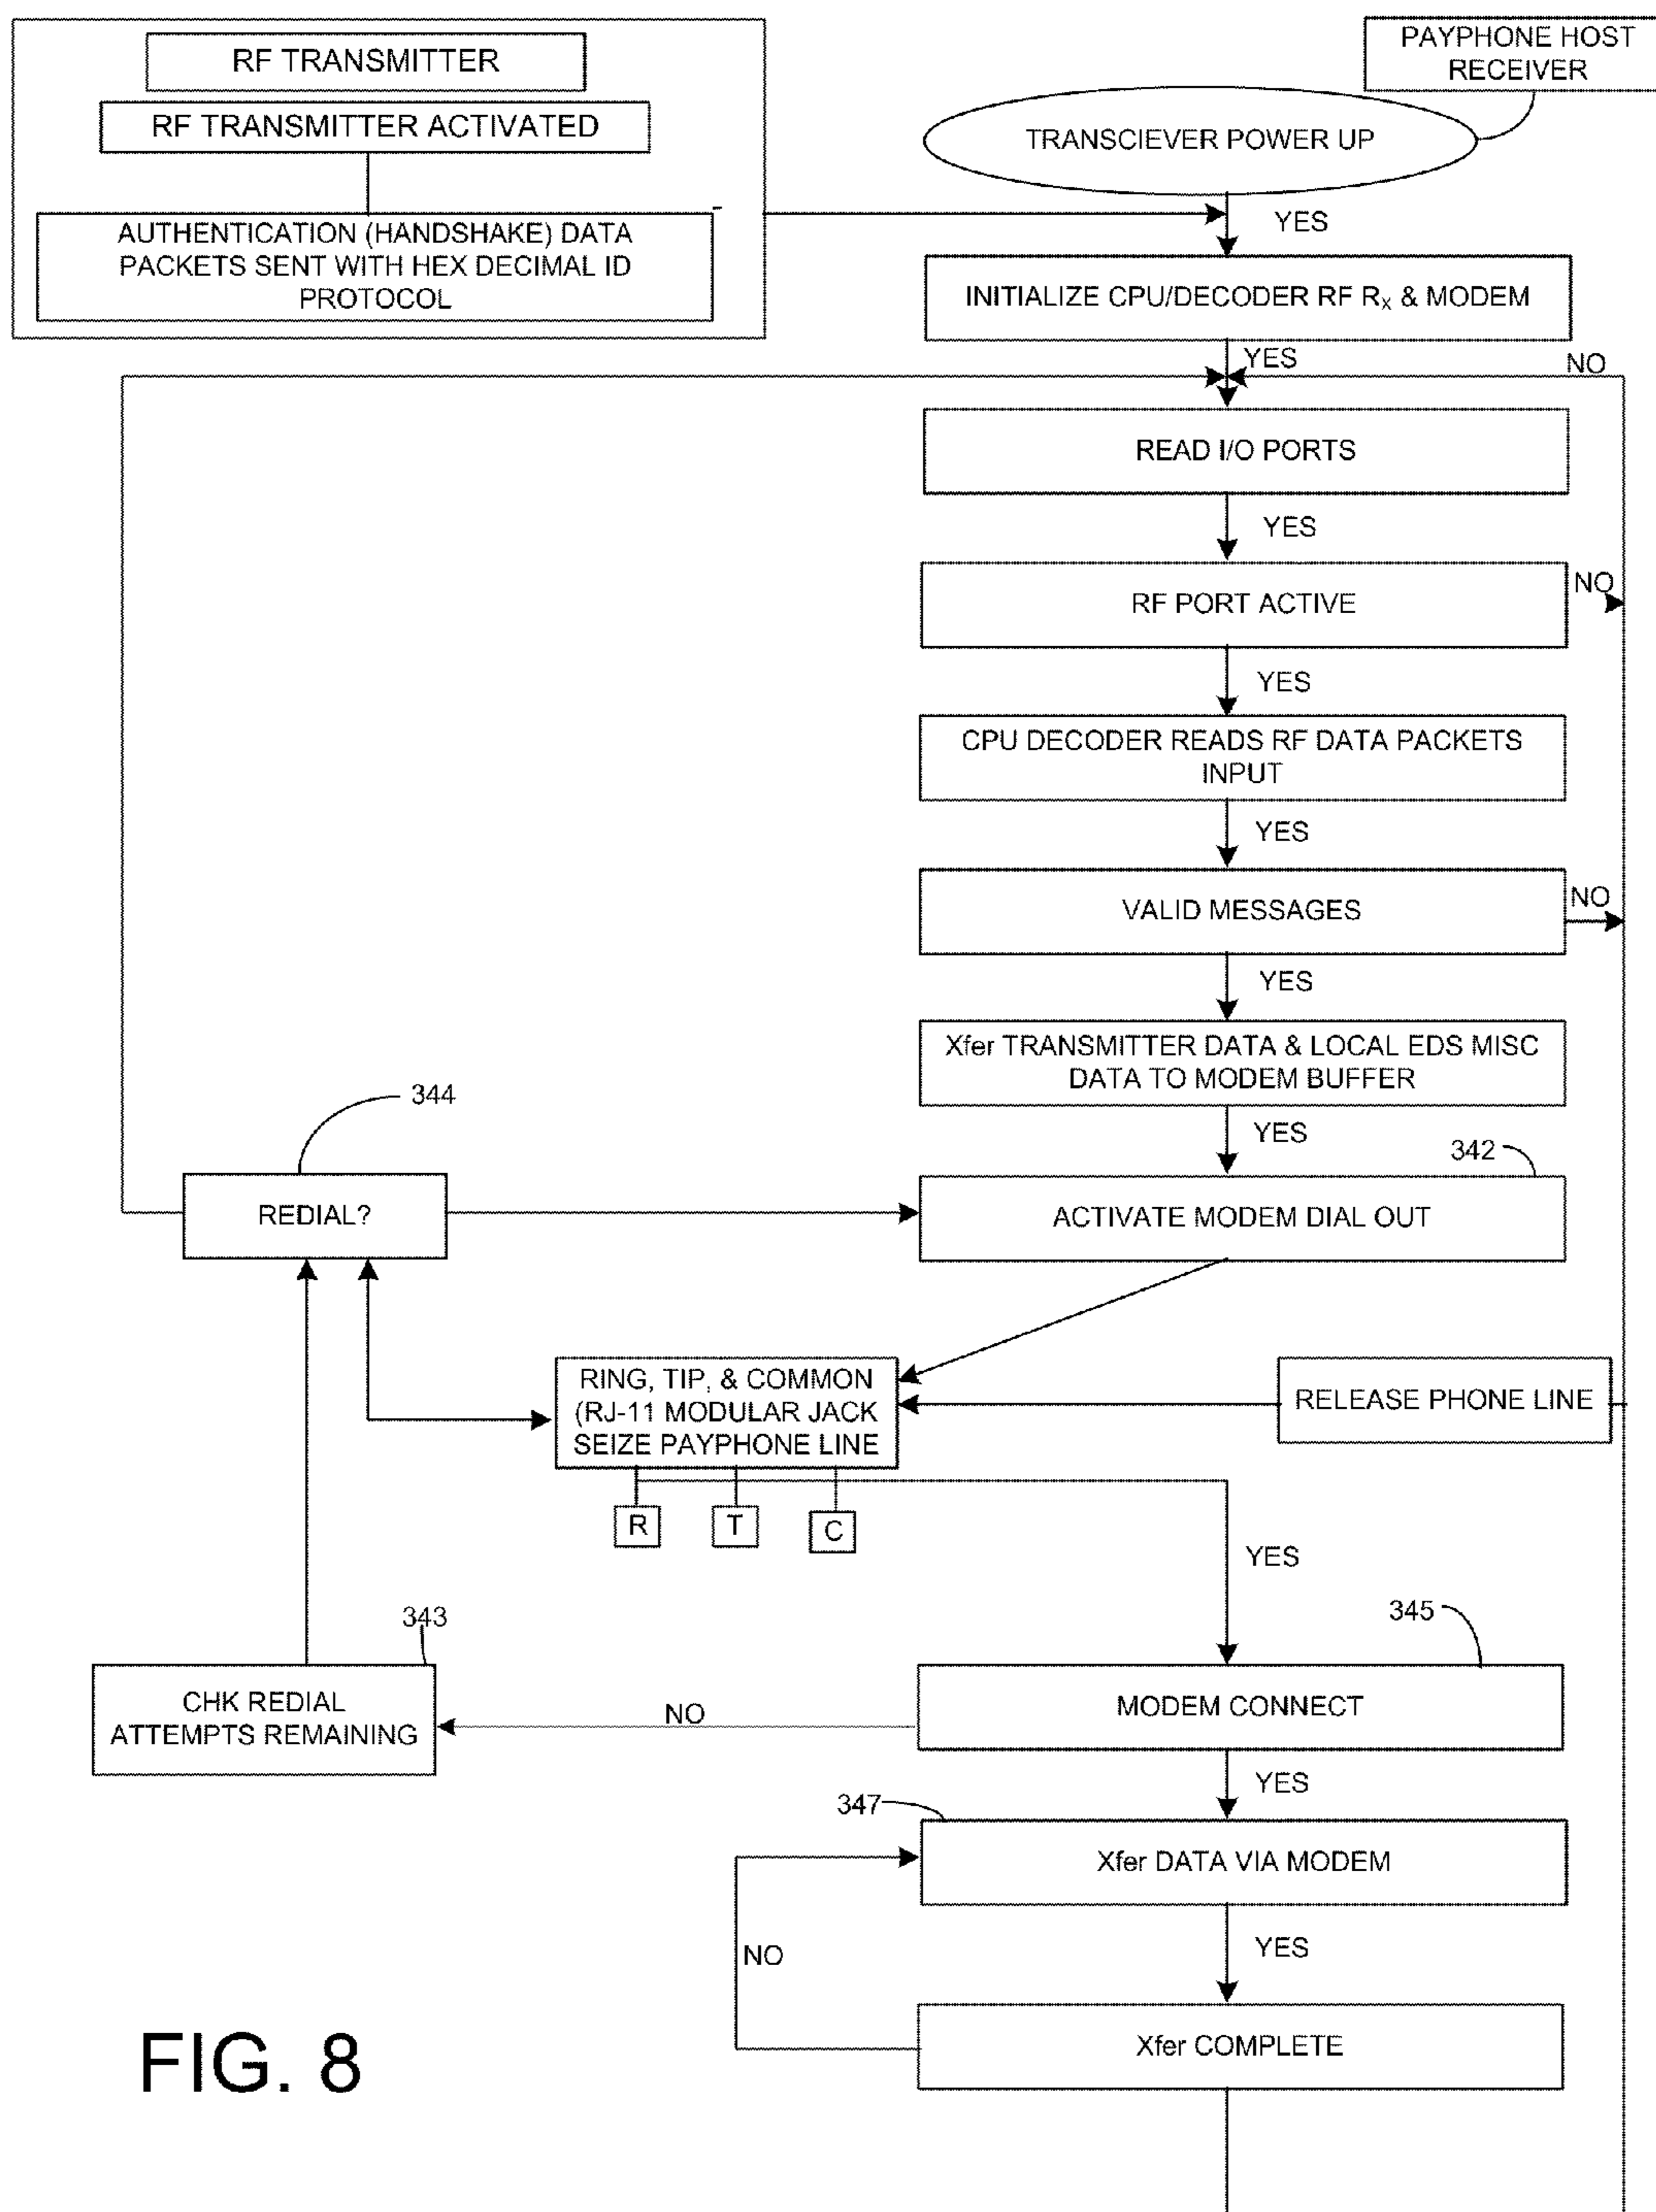 RF TRANSMITTER
RF TRANSMITTER ACTIVATED
AUTHENTICATION (HANDSHAKE) DATA
PACKETS SENT WITH HEX DECIMAL ID
PROTOCOL
PAYPHONE HOST
RECEIVER
TRANSCIEVER POWER UP
YES
INITIALIZE CPU/DECODER RF RX & MODEM
YES
NO
READ I/O PORTS
YES
RF PORT ACTIVE
NO
YES
CPU DECODER READS RF DATA PACKETS
INPUT
YES
VALID MESSAGES
NO
YES
Xfer TRANSMITTER DATA & LOCAL EDS MISC
DATA TO MODEM BUFFER
YES
344
342
REDIAL?
ACTIVATE MODEM DIAL OUT
RING, TIP, & COMMON
(RJ-11 MODULAR JACK
SEIZE PAYPHONE LINE
RELEASE PHONE LINE
R
T
C
YES
343
345
CHK REDIAL
ATTEMPTS REMAINING
NO
MODEM CONNECT
YES
347
Xfer DATA VIA MODEM
NO
YES
Xfer COMPLETE
FIG. 8